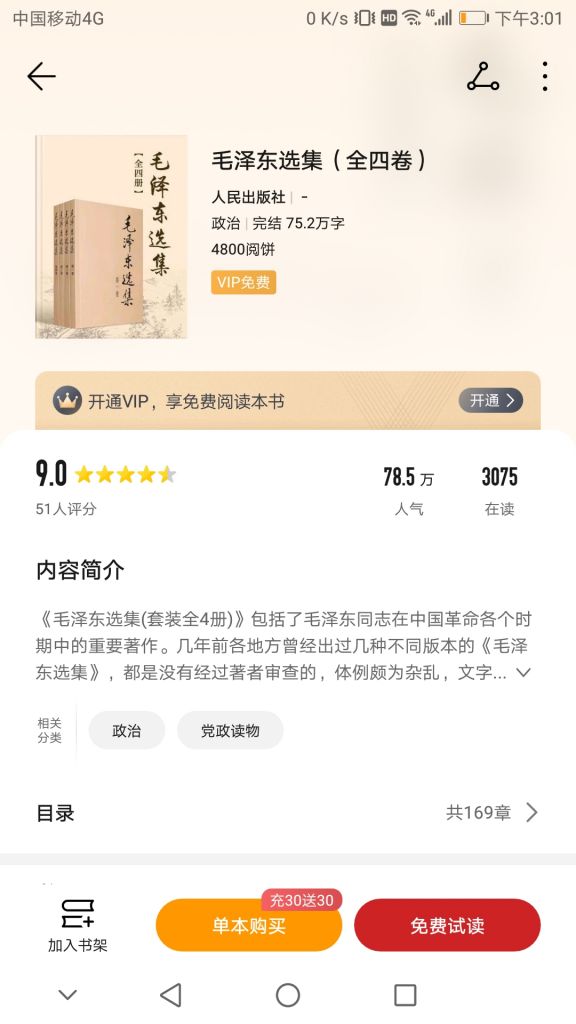 中国移动4G
0 K/s HD 4G 下午3:01
毛泽东选集（全四卷）
人民出版社 | -
政治 | 完结 75.2万字
4800阅饼
VIP免费
毛泽东选集
【全四册】
毛泽东选集
开通VIP，享免费阅读本书
开通
9.0
51人评分
78.5 万
人气
3075
在读
内容简介
《毛泽东选集(套装全4册)》包括了毛泽东同志在中国革命各个时
期中的重要著作。几年前各地方曾经出过几种不同版本的《毛泽
东选集》，都是没有经过著者审查的，体例颇为杂乱，文字...
相关
分类
政治
党政读物
目录
共169章
加入书架
充30送30
单本购买
免费试读